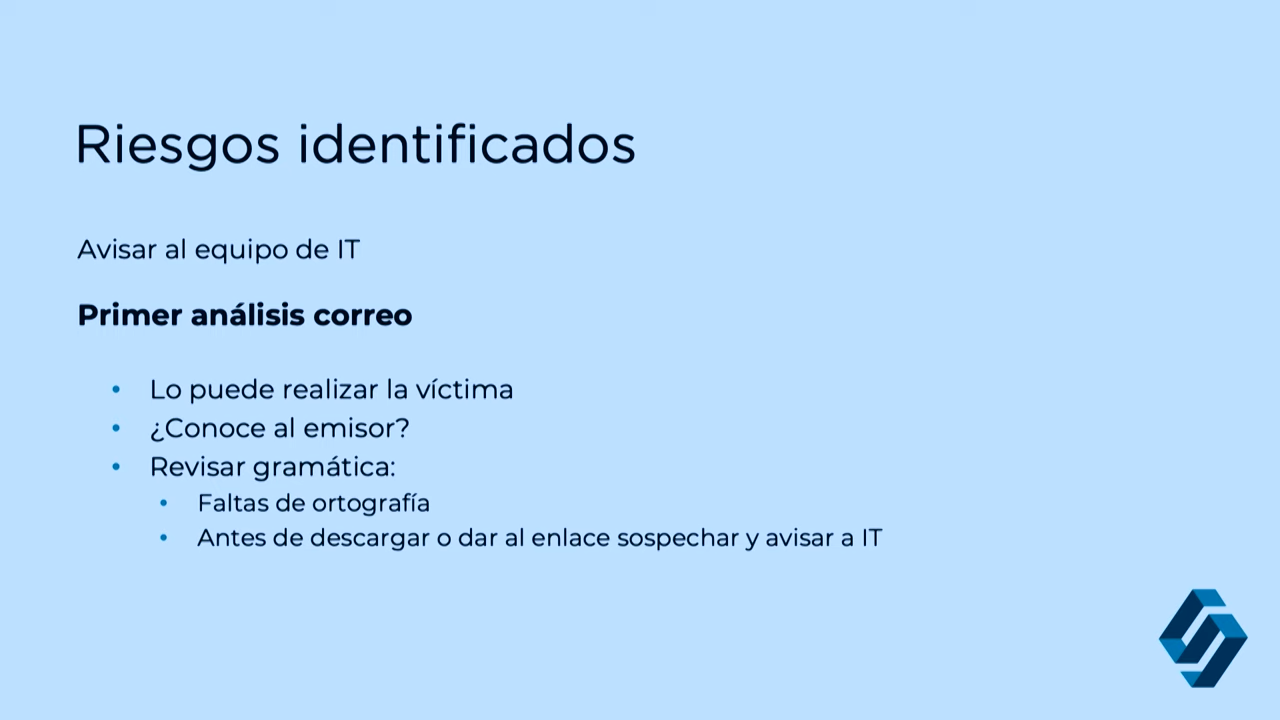 Riesgos identificados
Avisar al equipo de IT
Primer análisis correo
• Lo puede realizar la víctima
• ¿Conoce al emisor?
• Revisar gramática:
• Faltas de ortografía
• Antes de descargar o dar al enlace sospechar y avisar a IT